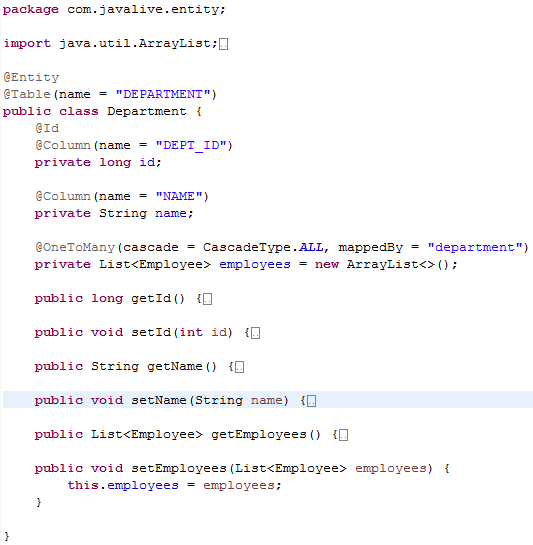 package com.javalive.entity;
import java.util.ArrayList;
@Entity
@Table(name = "DEPARTMENT")
public class Department {
    @Id
    @Column(name = "DEPT_ID")
    private long id;
    @Column(name = "NAME")
    private String name;
    @OneToMany(cascade = CascadeType.ALL, mappedBy = "department")
    private List<Employee> employees = new ArrayList<>();
    public long getId() {..
    public void setId(int id) {..
    public String getName() {..
    public void setName(String name) {..
    public List<Employee> getEmployees() {..
    public void setEmployees(List<Employee> employees) {
        this.employees = employees;
    }
}